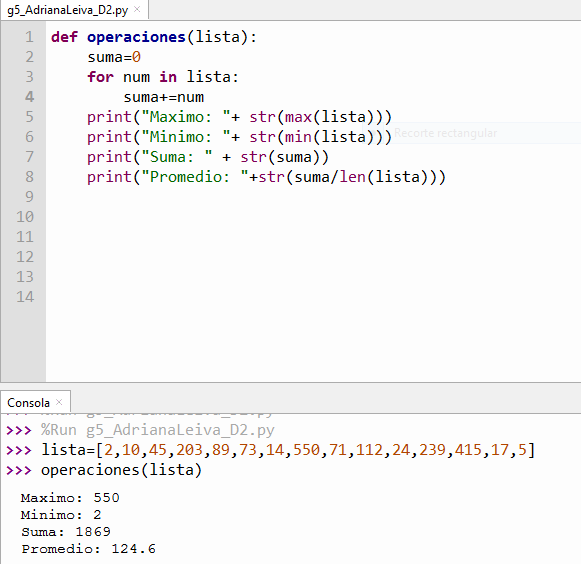 g5_AdrianaLeiva_D2.py ×
1 def operaciones(lista):
2     suma=0
3     for num in lista:
4         suma+=num
5     print("Maximo: "+ str(max(lista)))
Recorte rectangular
6     print("Minimo: "+ str(min(lista)))
7     print("Suma: " + str(suma))
8     print("Promedio: "+str(suma/len(lista)))
9
10
11
12
13
14
Consola ×
>>> %Run g5_AdrianaLeiva_D2.py
>>> %Run g5_AdrianaLeiva_D2.py
>>> lista=[2,10,45,203,89,73,14,550,71,112,24,239,415,17,5]
>>> operaciones(lista)
Maximo: 550
Minimo: 2
Suma: 1869
Promedio: 124.6